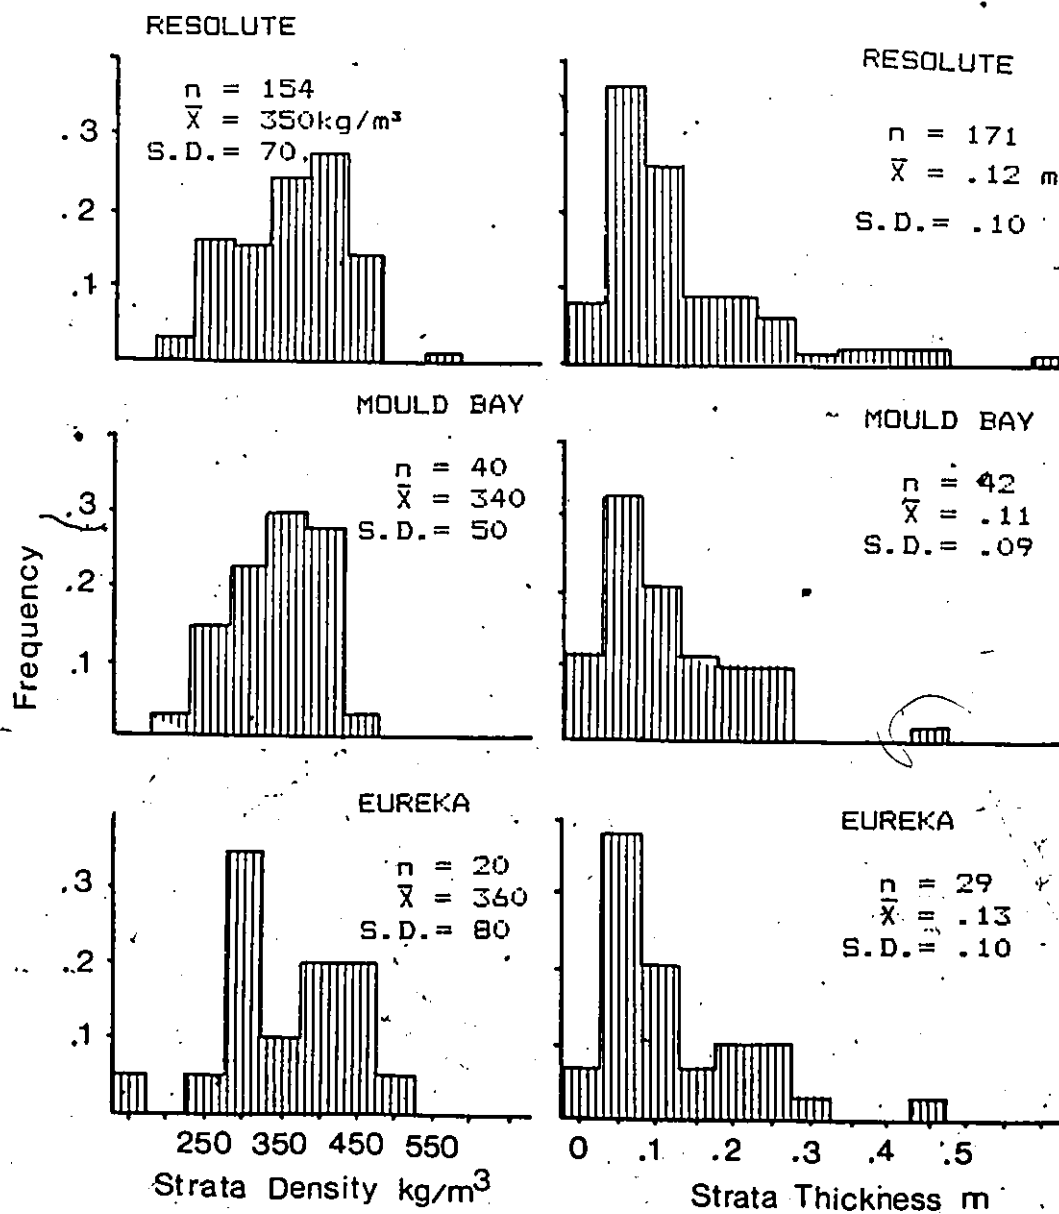 RESOLUTE
n = 154
X̄ = 350kg/m³
S.D.= 70
.3
.2
.1
RESOLUTE
n = 171
X̄ = .12 m
S.D.= .10
MOULD BAY
n = 40
X̄ = 340
S.D.= 50
.3
.2
.1
MOULD BAY
n = 42
X̄ = .11
S.D.= .09
Frequency
EUREKA
n = 20
X̄ = 360
S.D.= 80
.3
.2
.1
EUREKA
n = 29
X̄ = .13
S.D.= .10
250 350 450 550
Strata Density kg/m³
0 .1 .2 .3 .4 .5
Strata Thickness m